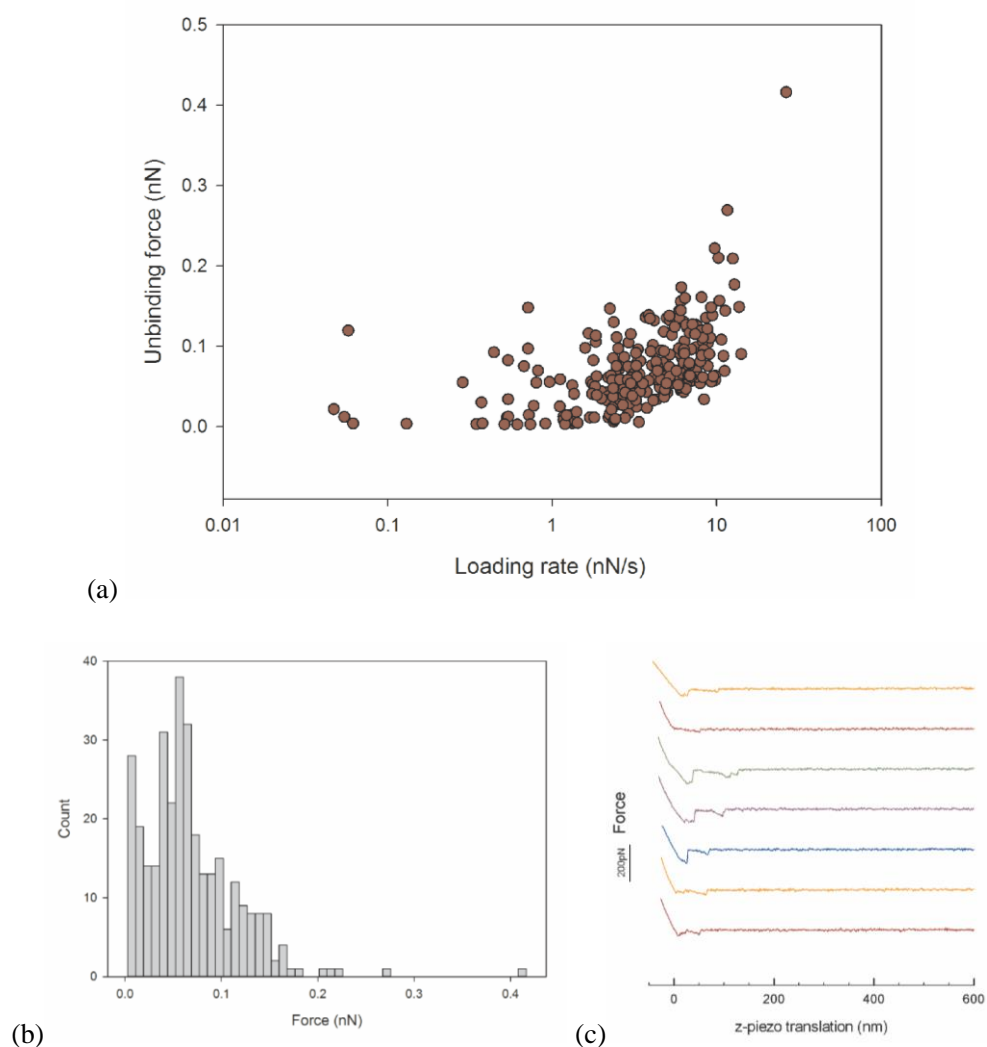 0.5
0.4
0.3
0.2
0.1
0.0
Unbinding force (nN)
0.01 0.1 1 10 100
Loading rate (nN/s)
(a)
40
30
20
10
0
Count
0.0 0.1 0.2 0.3 0.4
Force (nN)
(b)
Force
200pN
0 200 400 600
z-piezo translation (nm)
(c)